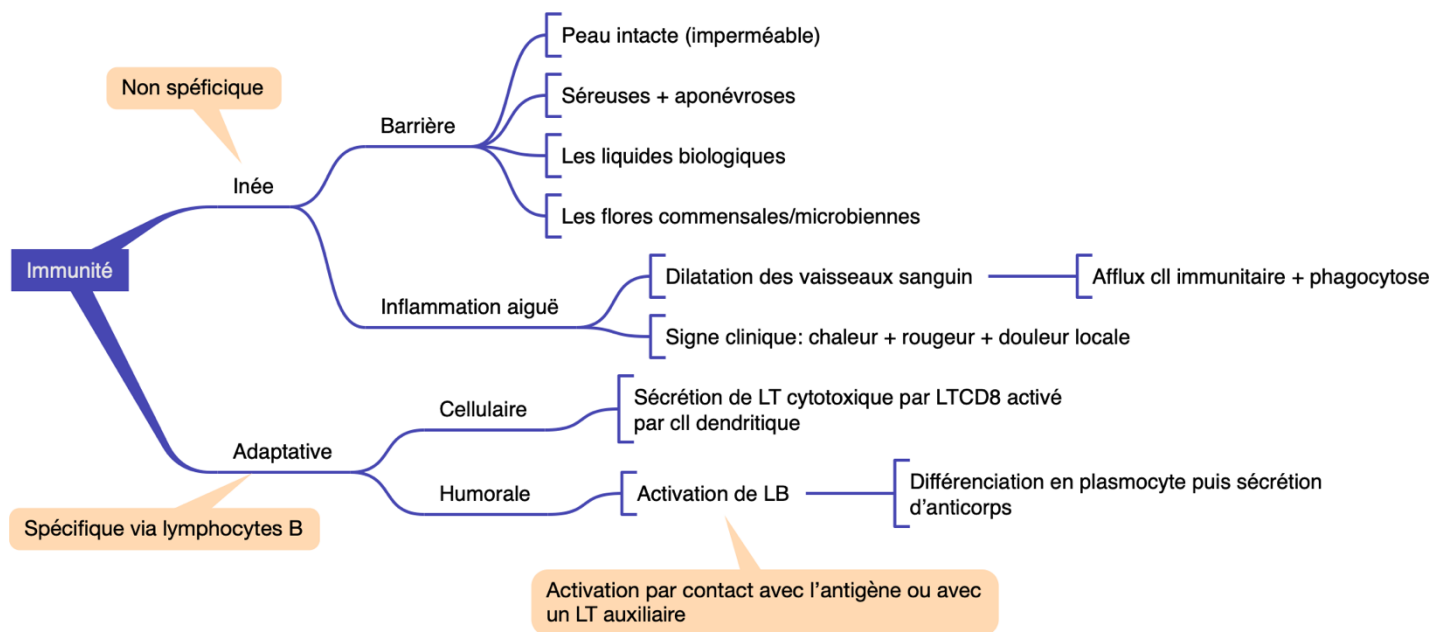 Immunité
Non spéficique
Inée
Barrière
Peau intacte (imperméable)
Séreuses + aponévroses
Les liquides biologiques
Les flores commensales/microbiennes
Inflammation aiguë
Dilatation des vaisseaux sanguin
Afflux cll immunitaire + phagocytose
Signe clinique: chaleur + rougeur + douleur locale
Adaptative
Spécifique via lymphocytes B
Cellulaire
Sécrétion de LT cytotoxique par LTCD8 activé
par cll dendritique
Humorale
Activation de LB
Différenciation en plasmocyte puis sécrétion
d’anticorps
Activation par contact avec l’antigène ou avec
un LT auxiliaire